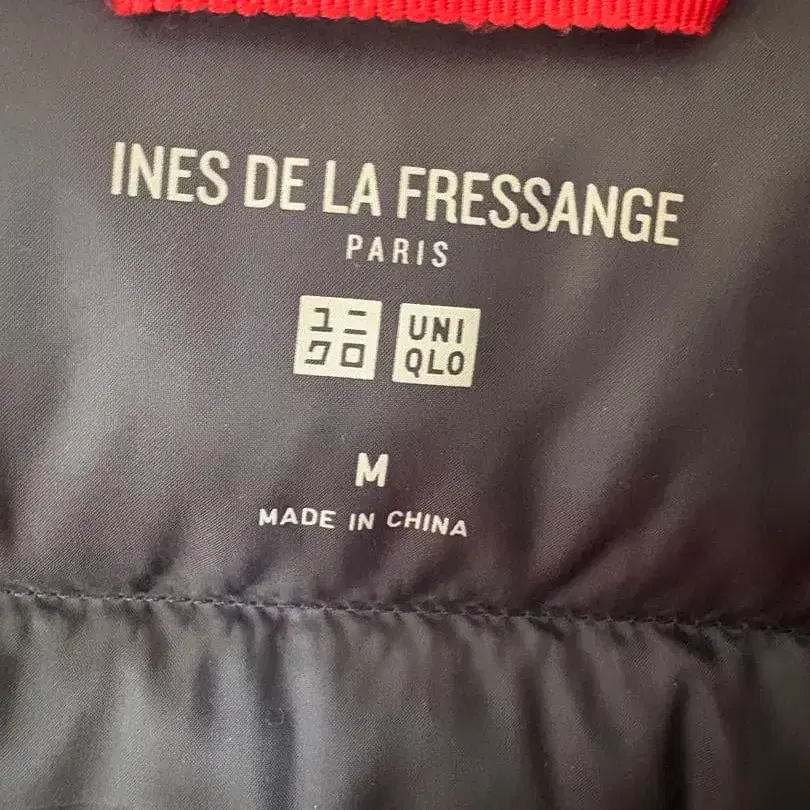 INES DE LA FRESSANGE
PARIS
ユニ UNI
クロ QLO
M
MADE IN CHINA